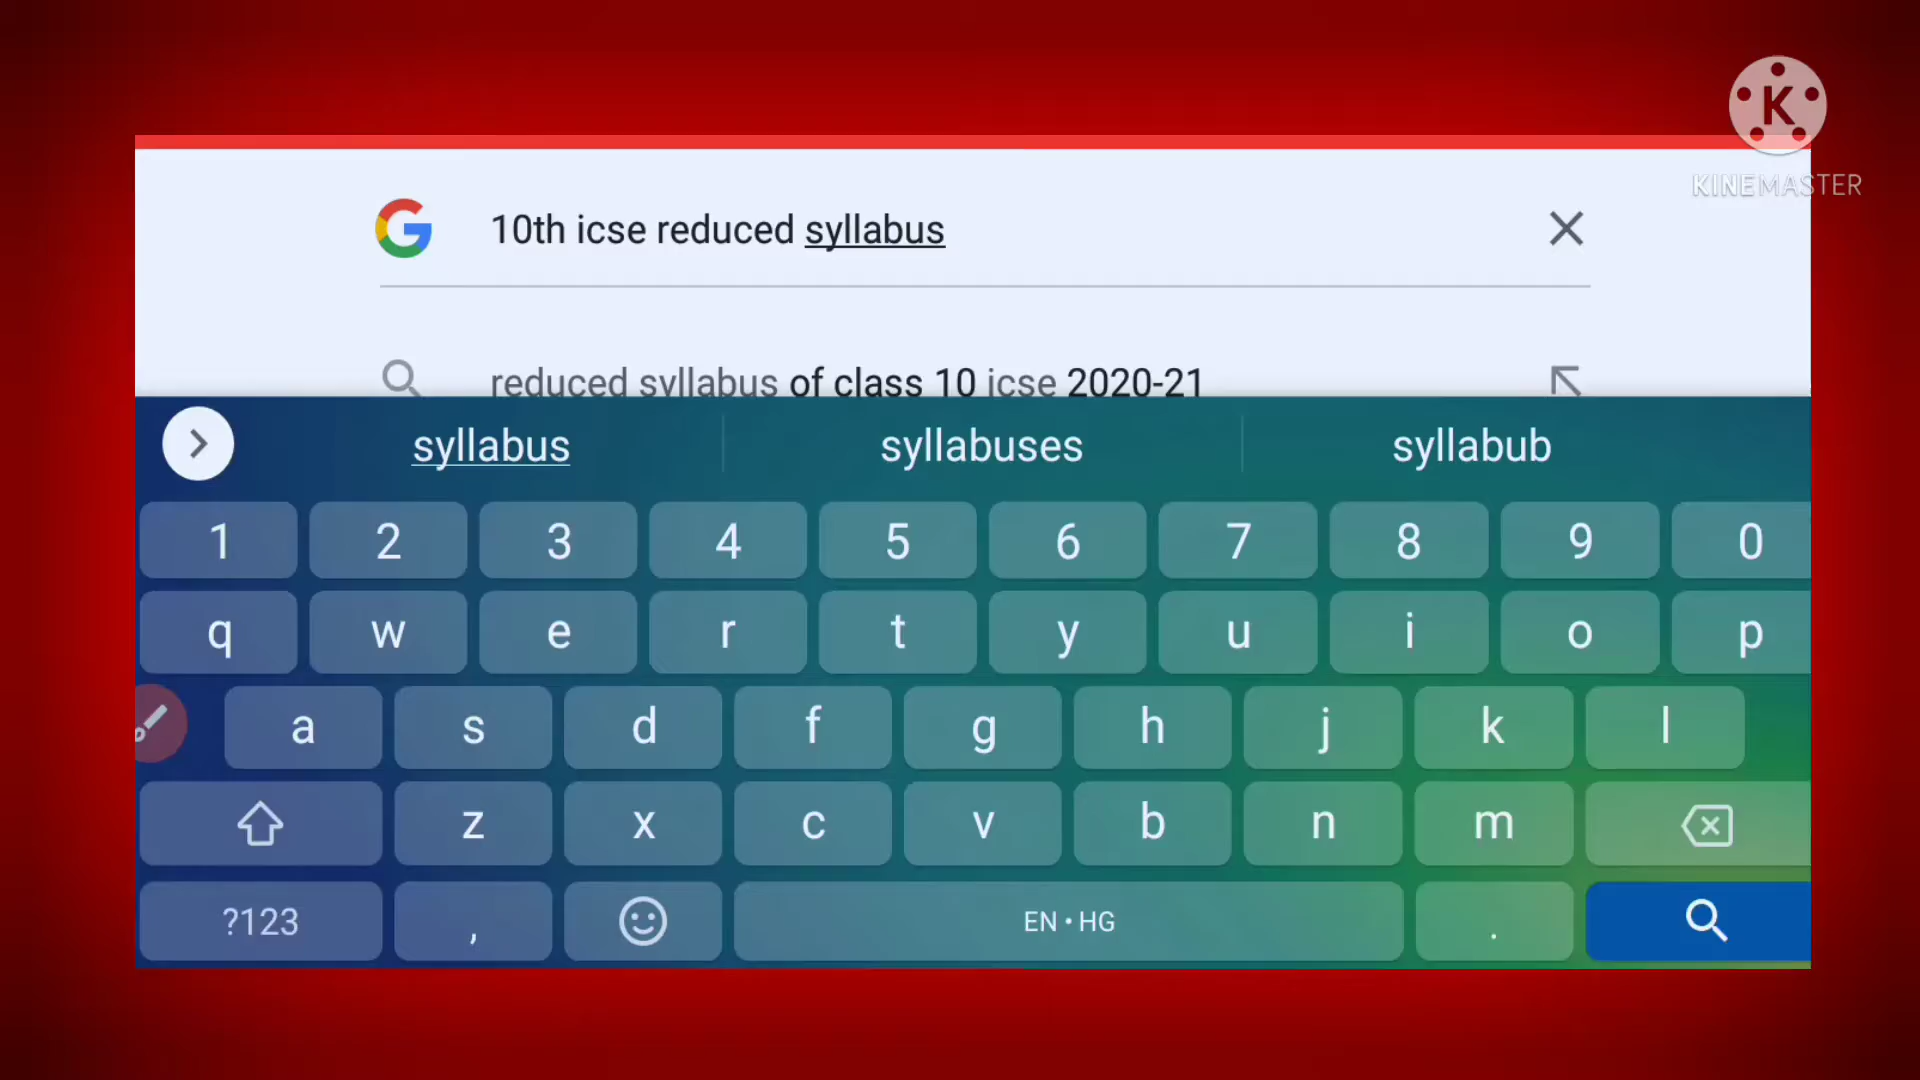 K
KINEMASTER
10th icse reduced syllabus
reduced syllabus of class 10 icse 2020-21
syllabus syllabuses syllabub
1 2 3 4 5 6 7 8 9 0
q w e r t y u i o p
a s d f g h j k l
z x c v b n m
?123 , EN • HG .